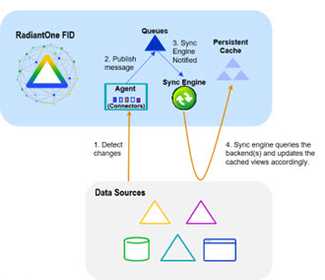 RadiantOne FID
Queues
2. Publish
message
3. Sync
Engine
Notified
Persistent
Cache
Agent
(Connectors)
Sync Engine
1. Detect
changes
4. Sync engine queries the
backend(s) and updates the
cached views accordingly.
Data Sources